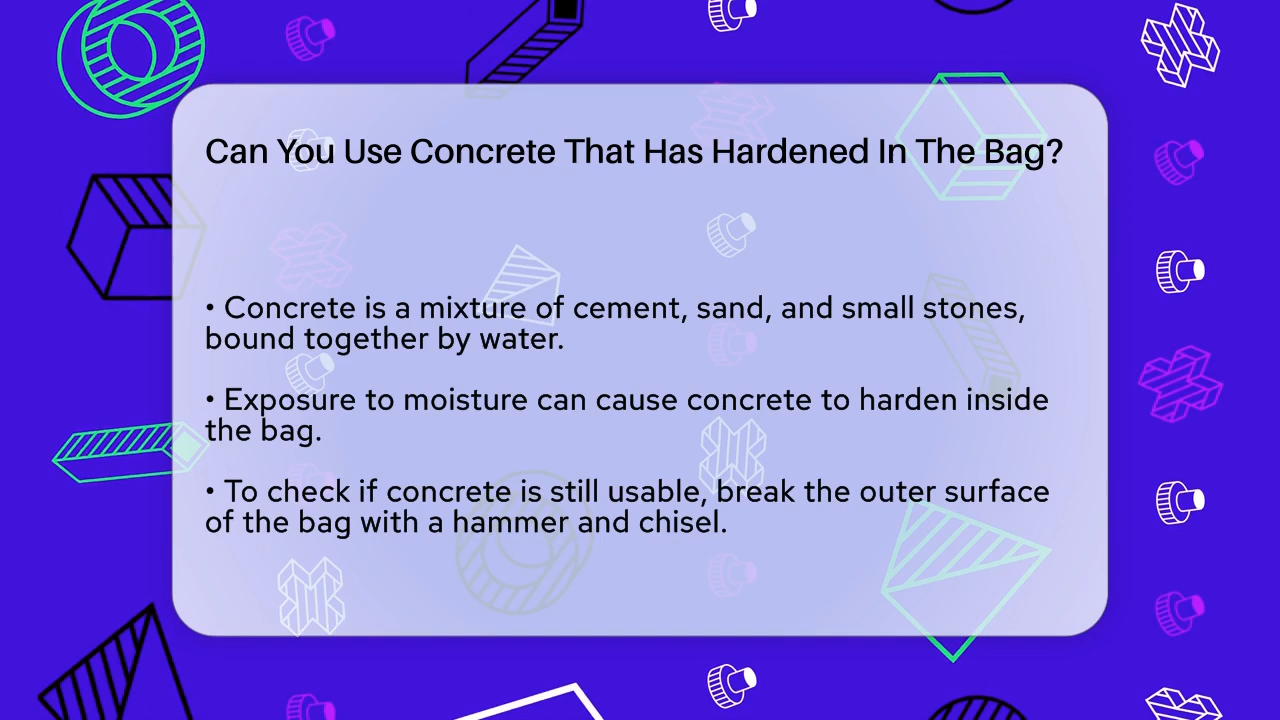 Can You Use Concrete That Has Hardened In The Bag?
• Concrete is a mixture of cement, sand, and small stones,
bound together by water.
• Exposure to moisture can cause concrete to harden inside
the bag.
• To check if concrete is still usable, break the outer surface
of the bag with a hammer and chisel.